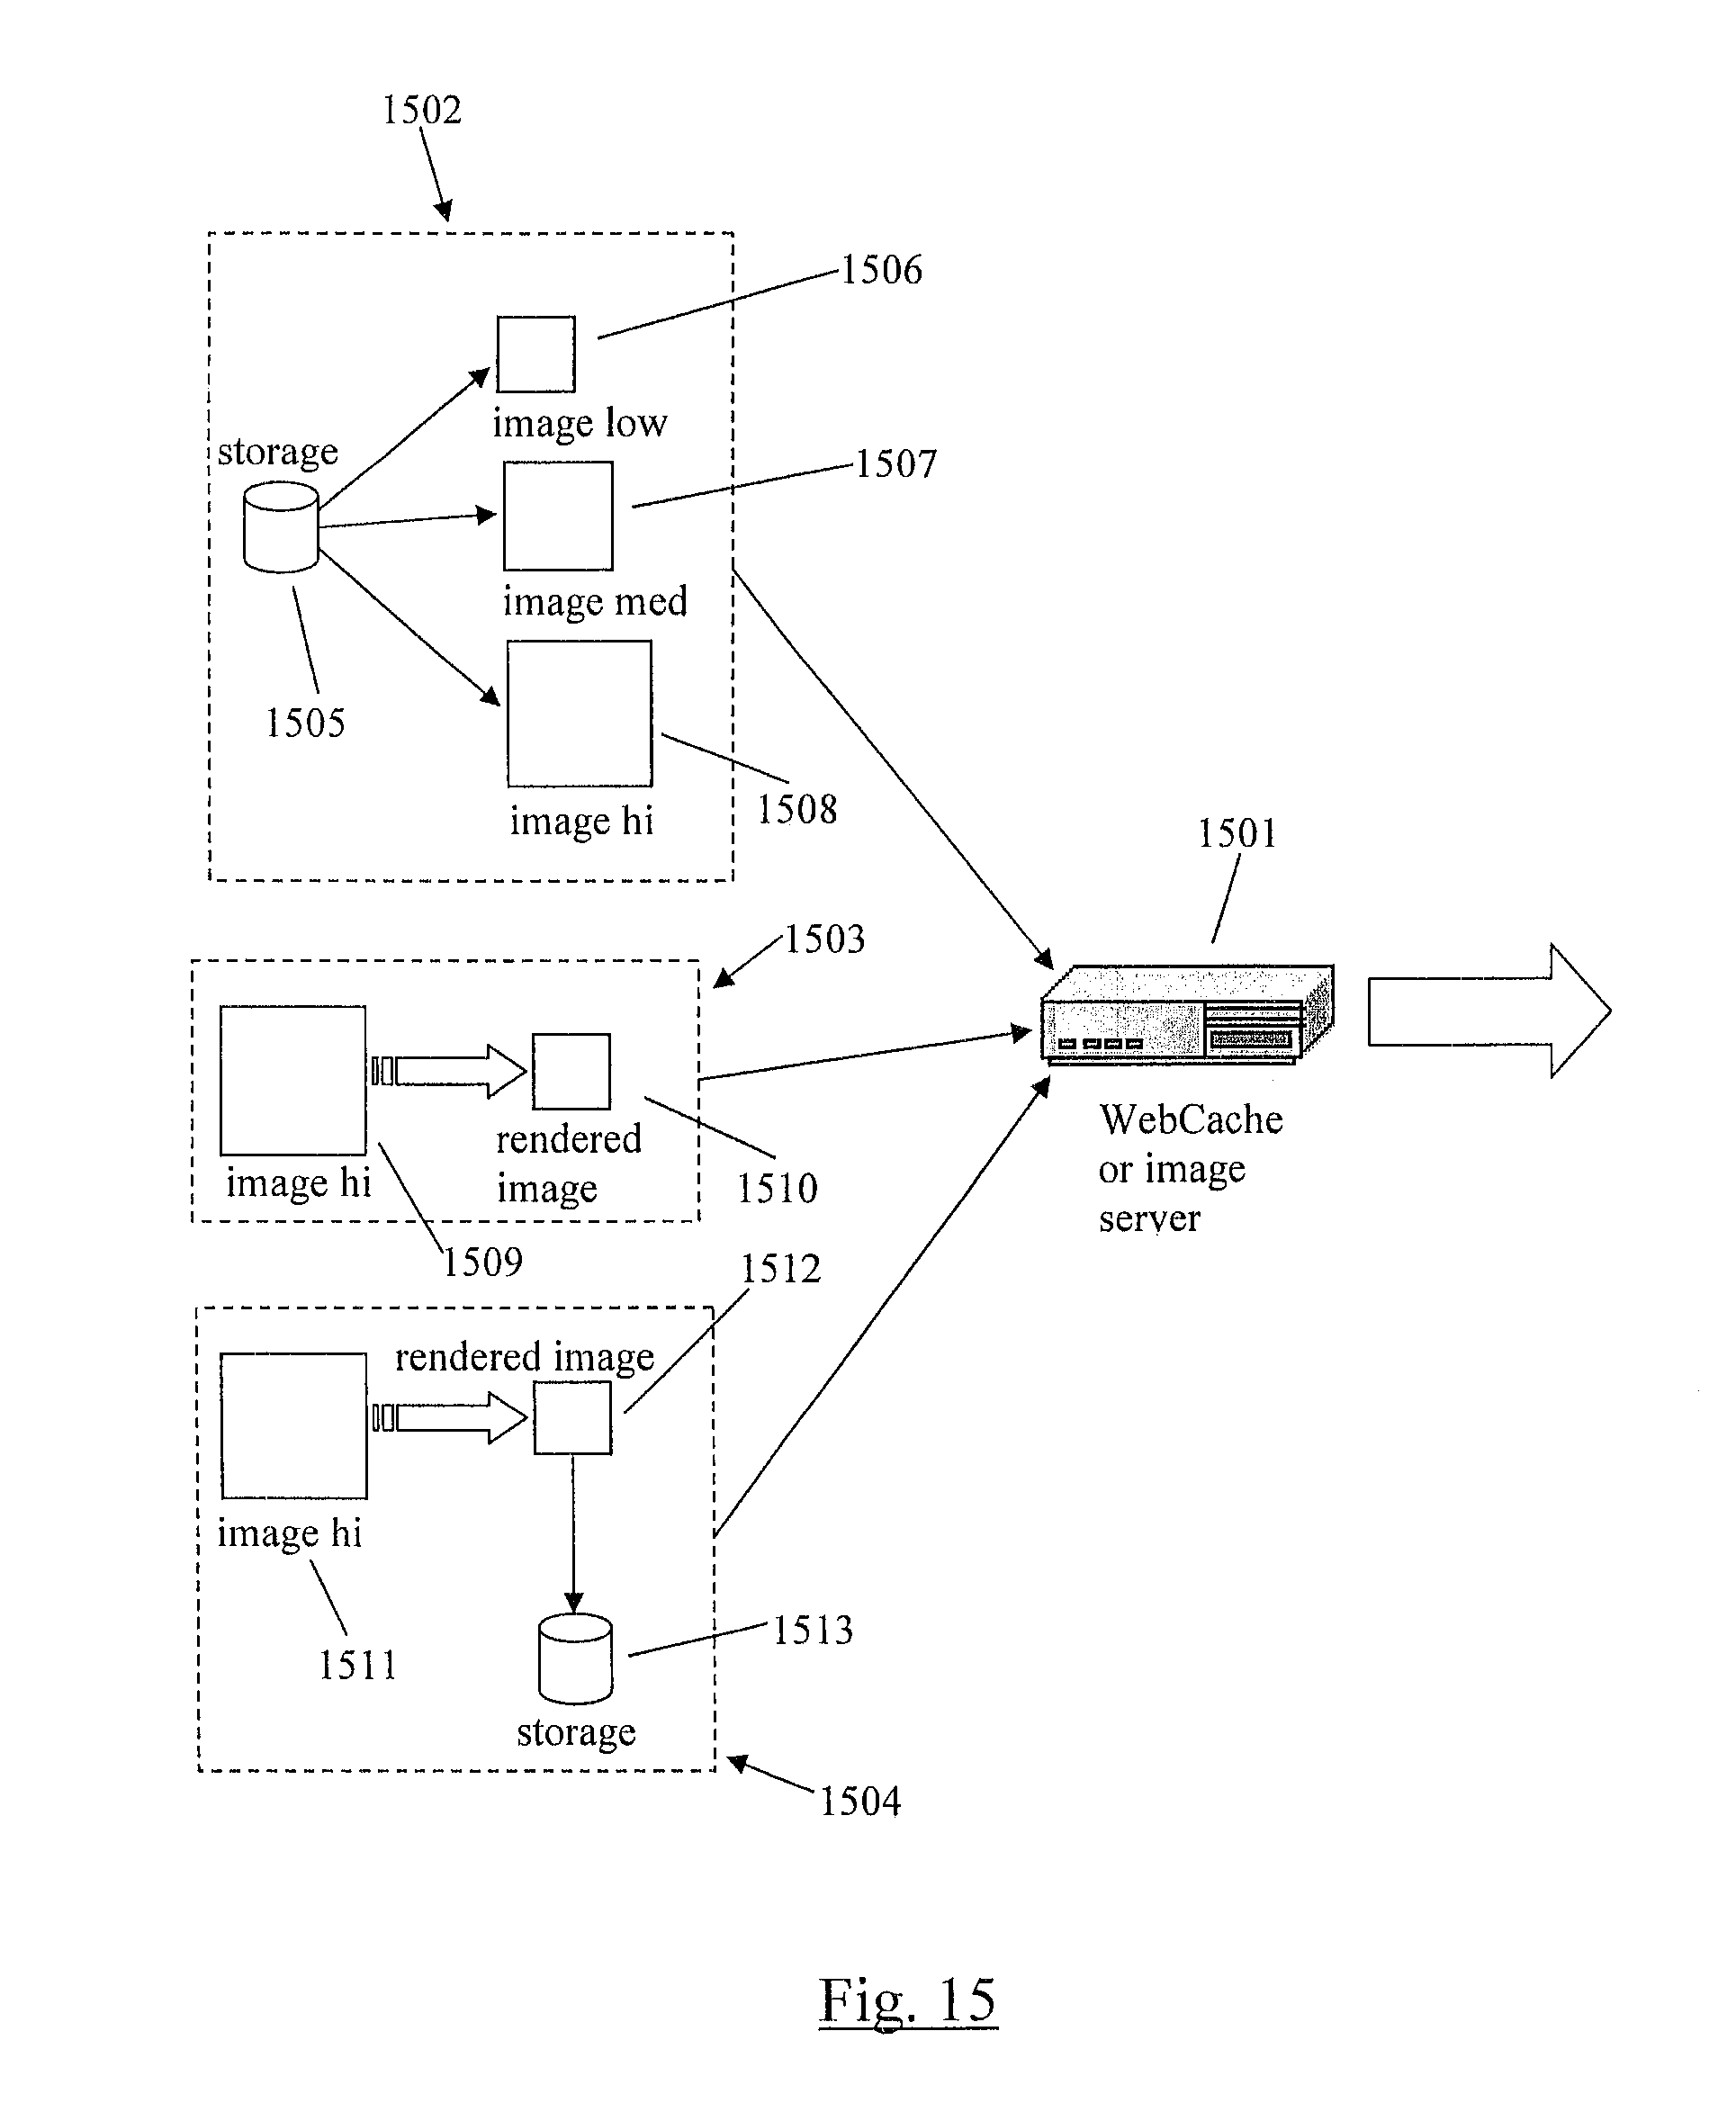 1502
1506
image low
storage
1507
image med
1505
1508
image hi
1501
1503
image hi
rendered
image
1510
1509
WebCache
or image
server
1512
rendered image
image hi
1511
1513
storage
1504
Fig. 15